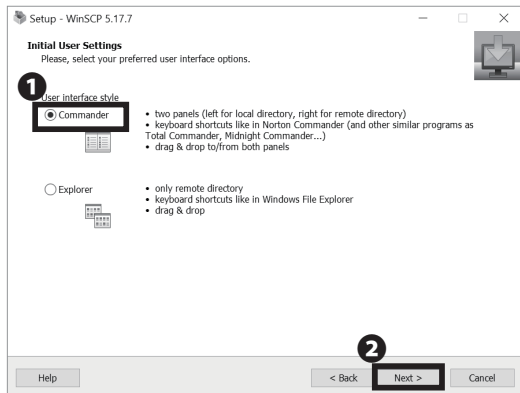 Setup - WinSCP 5.17.7
Initial User Settings
Please, select your preferred user interface options.
1
User interface style
Commander
• two panels (left for local directory, right for remote directory)
• keyboard shortcuts like in Norton Commander (and other similar programs as
Total Commander, Midnight Commander...)
• drag & drop to/from both panels
Explorer
• only remote directory
• keyboard shortcuts like in Windows File Explorer
• drag & drop
2
Help
< Back
Next >
Cancel